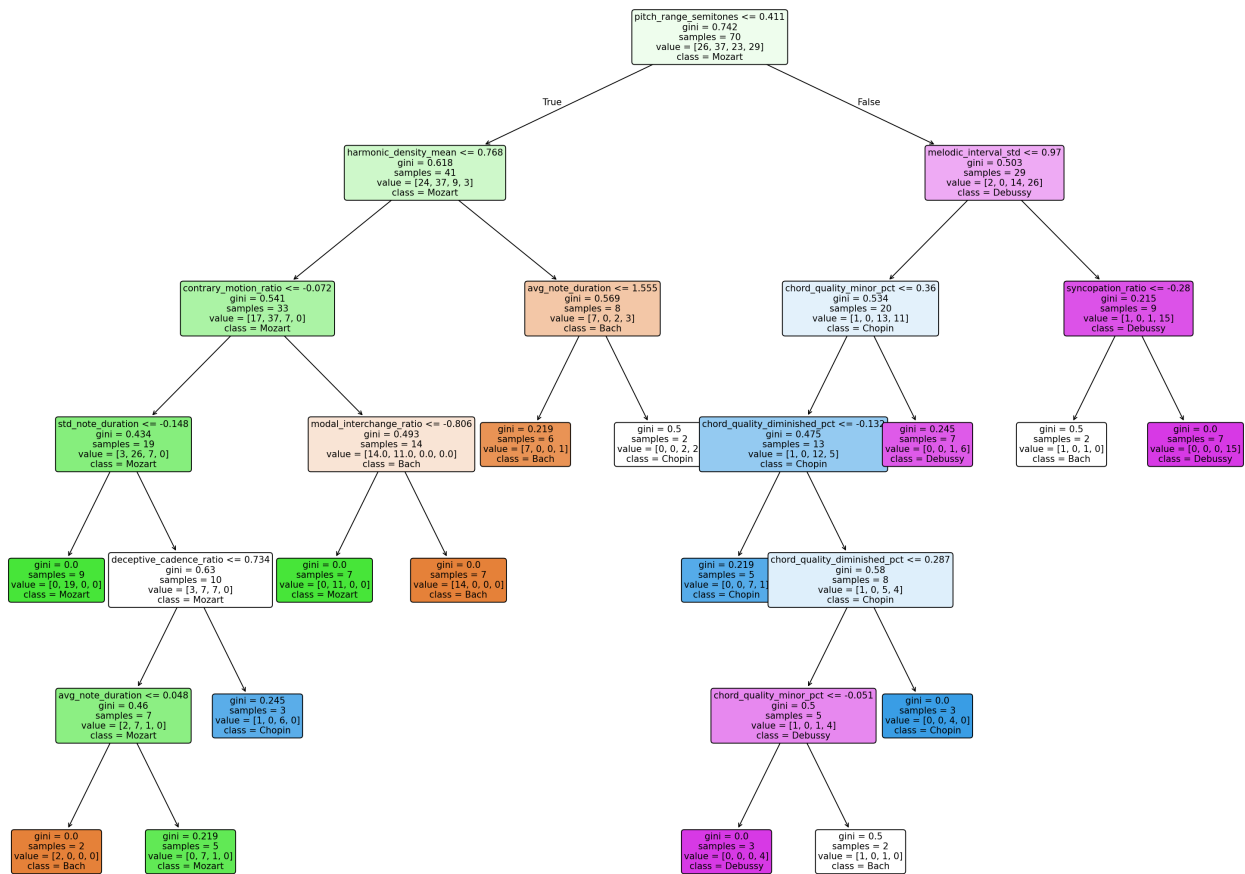 pitch_range_semitones <= 0.411
gini = 0.742
samples = 70
value = [26, 37, 23, 29]
class = Mozart
True
False
harmonic_density_mean <= 0.768
gini = 0.618
samples = 41
value = [24, 37, 9, 3]
class = Mozart
melodic_interval_std <= 0.97
gini = 0.503
samples = 29
value = [2, 0, 14, 26]
class = Debussy
contrary_motion_ratio <= -0.072
gini = 0.541
samples = 33
value = [17, 37, 7, 0]
class = Mozart
avg_note_duration <= 1.555
gini = 0.569
samples = 8
value = [7, 0, 2, 3]
class = Bach
chord_quality_minor_pct <= 0.36
gini = 0.534
samples = 20
value = [1, 0, 13, 11]
class = Chopin
syncopation_ratio <= -0.28
gini = 0.215
samples = 9
value = [1, 0, 1, 15]
class = Debussy
std_note_duration <= -0.148
gini = 0.434
samples = 19
value = [3, 26, 7, 0]
class = Mozart
modal_interchange_ratio <= -0.806
gini = 0.493
samples = 14
value = [14.0, 11.0, 0.0, 0.0]
class = Bach
gini = 0.219
samples = 6
value = [7, 0, 0, 1]
class = Bach
gini = 0.5
samples = 2
value = [0, 0, 2, 2
class = Chopin
chord_quality_diminished_pct <= -0.132
gini = 0.475
samples = 13
value = [1, 0, 12, 5]
class = Chopin
gini = 0.245
samples = 7
value = [0, 0, 1, 6]
class = Debussy
gini = 0.5
samples = 2
value = [1, 0, 1, 0]
class = Bach
gini = 0.0
samples = 7
value = [0, 0, 0, 15]
class = Debussy
gini = 0.0
samples = 9
value = [0, 19, 0, 0]
class = Mozart
deceptive_cadence_ratio <= 0.734
gini = 0.63
samples = 10
value = [3, 7, 7, 0]
class = Mozart
gini = 0.0
samples = 7
value = [0, 11, 0, 0]
class = Mozart
gini = 0.0
samples = 7
value = [14, 0, 0, 0]
class = Bach
gini = 0.219
samples = 5
value = [0, 0, 7, 1]
class = Chopin
chord_quality_diminished_pct <= 0.287
gini = 0.58
samples = 8
value = [1, 0, 5, 4]
class = Chopin
avg_note_duration <= 0.048
gini = 0.46
samples = 7
value = [2, 7, 1, 0]
class = Mozart
gini = 0.245
samples = 3
value = [1, 0, 6, 0]
class = Chopin
chord_quality_minor_pct <= -0.051
gini = 0.5
samples = 5
value = [1, 0, 1, 4]
class = Debussy
gini = 0.0
samples = 3
value = [0, 0, 4, 0]
class = Chopin
gini = 0.0
samples = 2
value = [2, 0, 0, 0]
class = Bach
gini = 0.219
samples = 5
value = [0, 7, 1, 0]
class = Mozart
gini = 0.0
samples = 3
value = [0, 0, 0, 4]
class = Debussy
gini = 0.5
samples = 2
value = [1, 0, 1, 0]
class = Bach